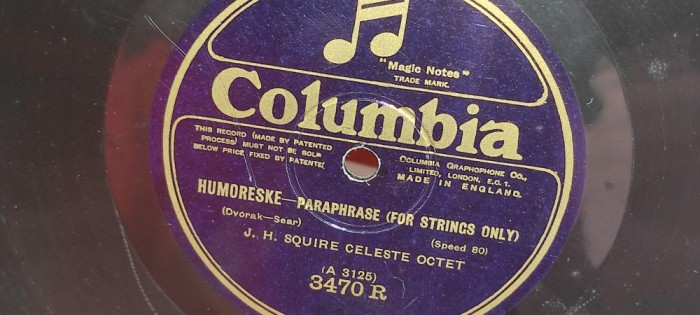 "Magic Notes"
TRADE MARK.
Columbia
THIS RECORD (MADE BY PATENTED
PROCESS) MUST NOT BE SOLD
BELOW PRICE FIXED BY PATENTEE
COLUMBIA GRAPHOPHONE CO.,
LIMITED, LONDON, E.C. 1.
MADE IN ENGLAND.
HUMORESKE—PARAPHRASE (FOR STRINGS ONLY)
(Dvorak—Sear)
(Speed 80)
J. H. SQUIRE CELESTE OCTET
(A 3125)
3470 R